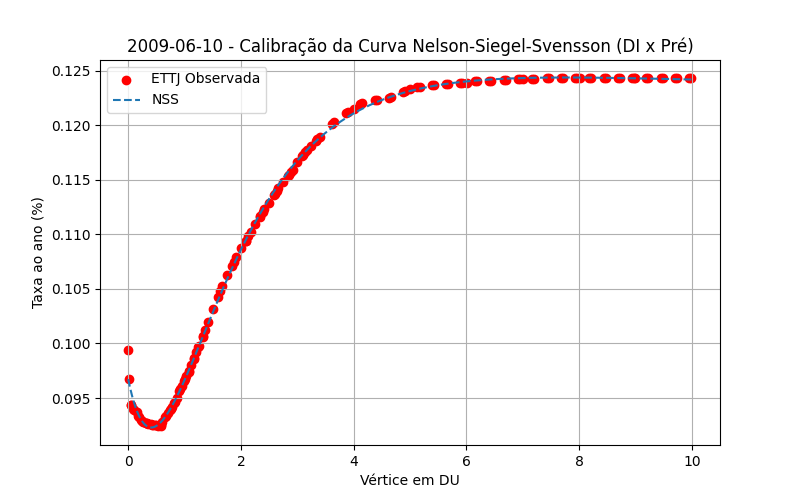 2009-06-10 - Calibração da Curva Nelson-Siegel-Svensson (DI x Pré)
ETTJ Observada
NSS
Taxa ao ano (%)
0.125
0.120
0.115
0.110
0.105
0.100
0.095
0 2 4 6 8 10
Vértice em DU